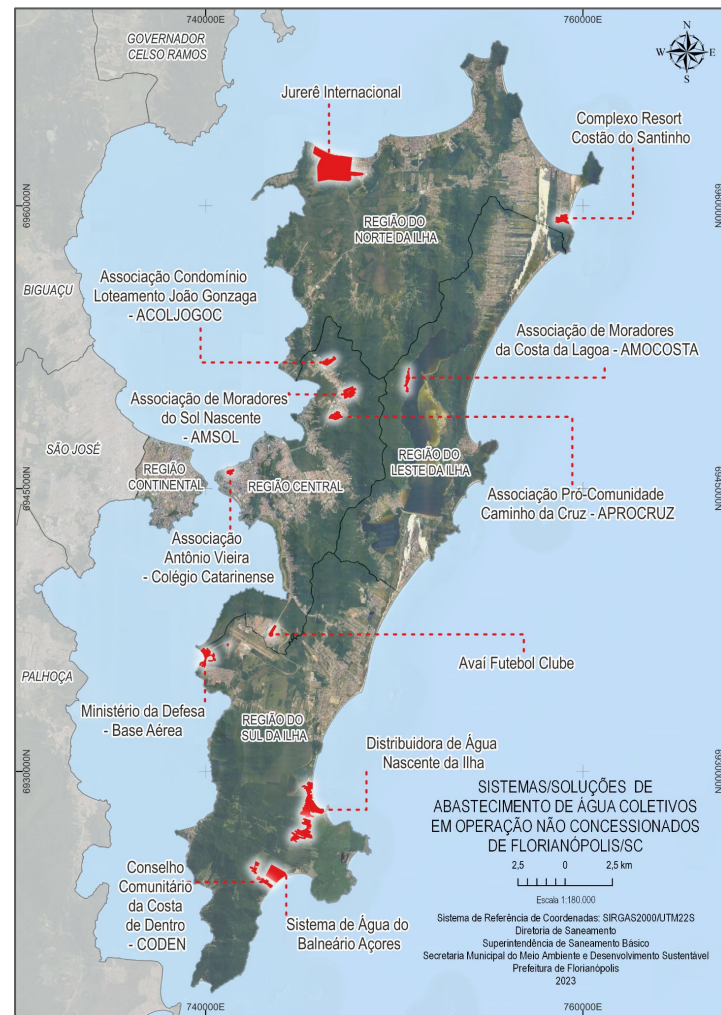 740000E
760000E
GOVERNADOR
CELSO RAMOS
N
W
E
S
Jurerê Internacional
Complexo Resort
Costão do Santinho
6960000N
6960000N
REGIÃO DO
NORTE DA ILHA
BIGUAÇU
Associação Condomínio
Loteamento João Gonzaga
- ACOLJOGOC
Associação de Moradores
da Costa da Lagoa - AMOCOSTA
Associação de Moradores
do Sol Nascente
- AMSOL
SÃO JOSÉ
REGIÃO
CONTINENTAL
REGIÃO CENTRAL
REGIÃO DO
LESTE DA ILHA
6945000N
6945000N
Associação Pró-Comunidade
Caminho da Cruz - APROCRUZ
Associação
Antônio Vieira
- Colégio Catarinense
Avaí Futebol Clube
PALHOÇA
Ministério da Defesa
- Base Aérea
REGIÃO DO
SUL DA ILHA
Distribuidora de Água
Nascente da Ilha
6930000N
6930000N
SISTEMAS/SOLUÇÕES DE
ABASTECIMENTO DE ÁGUA COLETIVOS
EM OPERAÇÃO NÃO CONCESSIONADOS
DE FLORIANÓPOLIS/SC
2,5 0 2,5 km
Escala 1:180.000
Conselho
Comunitário
da Costa
de Dentro
- CODEN
Sistema de Água do
Balneário Açores
Sistema de Referência de Coordenadas: SIRGAS2000/UTM22S
Diretoria de Saneamento
Superintendência de Saneamento Básico
Secretaria Municipal do Meio Ambiente e Desenvolvimento Sustentável
Prefeitura de Florianópolis
2023
740000E
760000E